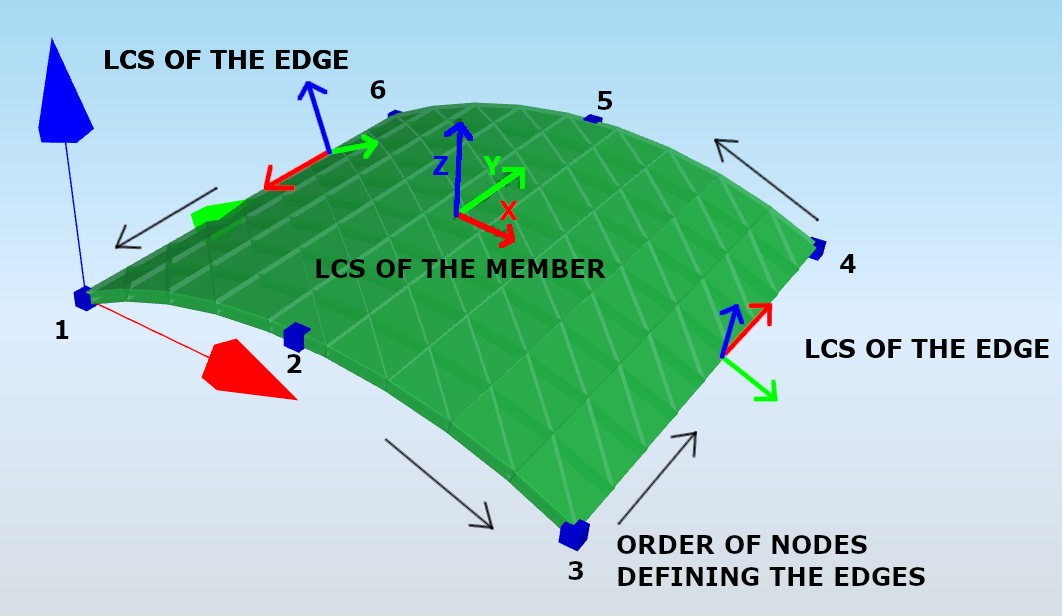 LCS OF THE EDGE
6
5
Z
Y
X
LCS OF THE MEMBER
4
1
2
LCS OF THE EDGE
3
ORDER OF NODES
DEFINING THE EDGES